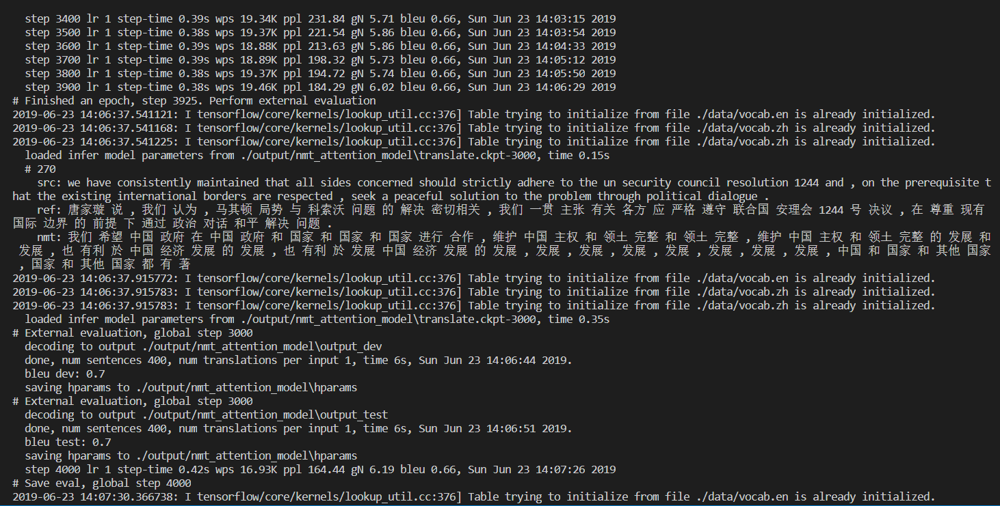 step 3400 lr 1 step-time 0.39s wps 19.34K ppl 231.84 gN 5.71 bleu 0.66, Sun Jun 23 14:03:15 2019
step 3500 lr 1 step-time 0.38s wps 19.37K ppl 221.54 gN 5.86 bleu 0.66, Sun Jun 23 14:03:54 2019
step 3600 lr 1 step-time 0.39s wps 18.88K ppl 213.63 gN 5.86 bleu 0.66, Sun Jun 23 14:04:33 2019
step 3700 lr 1 step-time 0.39s wps 18.89K ppl 198.32 gN 5.73 bleu 0.66, Sun Jun 23 14:05:12 2019
step 3800 lr 1 step-time 0.38s wps 19.37K ppl 194.72 gN 5.74 bleu 0.66, Sun Jun 23 14:05:50 2019
step 3900 lr 1 step-time 0.38s wps 19.46K ppl 184.29 gN 6.02 bleu 0.66, Sun Jun 23 14:06:29 2019
# Finished an epoch, step 3925. Perform external evaluation
2019-06-23 14:06:37.541121: I tensorflow/core/kernels/lookup_util.cc:376] Table trying to initialize from file ./data/vocab.en is already initialized.
2019-06-23 14:06:37.541168: I tensorflow/core/kernels/lookup_util.cc:376] Table trying to initialize from file ./data/vocab.zh is already initialized.
2019-06-23 14:06:37.541225: I tensorflow/core/kernels/lookup_util.cc:376] Table trying to initialize from file ./data/vocab.zh is already initialized.
loaded infer model parameters from ./output/nmt_attention_model\translate.ckpt-3000, time 0.15s
# 270
src: we have consistently maintained that all sides concerned should strictly adhere to the un security council resolution 1244 and , on the prerequisite t
hat the existing international borders are respected , seek a peaceful solution to the problem through political dialogue .
ref: 唐家璇 说 , 我们 认为 , 马其顿 局势 与 科索沃 问题 的 解决 密切相关 , 我们 一贯 主张 有关 各方 应 严格 遵守 联合国 安理会 1244 号 决议 , 在 尊重 现有
国际 边界 的 前提 下 通过 政治 对话 和平 解决 问题 .
nmt: 我们 希望 中国 政府 在 中国 政府 和 国家 和 国家 和 国家 进行 合作 , 维护 中国 主权 和 领土 完整 和 领土 完整 , 维护 中国 主权 和 领土 完整 的 发展 和
发展 , 也 有利 於 中国 经济 发展 的 发展 , 也 有利 於 发展 中国 经济 发展 的 发展 , 发展 , 发展 , 发展 , 发展 , 发展 , 发展 , 发展 , 中国 和 国家 和 其他 国家
, 国家 和 其他 国家 都 有 著
2019-06-23 14:06:37.915772: I tensorflow/core/kernels/lookup_util.cc:376] Table trying to initialize from file ./data/vocab.en is already initialized.
2019-06-23 14:06:37.915783: I tensorflow/core/kernels/lookup_util.cc:376] Table trying to initialize from file ./data/vocab.zh is already initialized.
2019-06-23 14:06:37.915783: I tensorflow/core/kernels/lookup_util.cc:376] Table trying to initialize from file ./data/vocab.zh is already initialized.
loaded infer model parameters from ./output/nmt_attention_model\translate.ckpt-3000, time 0.35s
# External evaluation, global step 3000
decoding to output ./output/nmt_attention_model\output_dev
done, num sentences 400, num translations per input 1, time 6s, Sun Jun 23 14:06:44 2019.
bleu dev: 0.7
saving hparams to ./output/nmt_attention_model\hparams
# External evaluation, global step 3000
decoding to output ./output/nmt_attention_model\output_test
done, num sentences 400, num translations per input 1, time 6s, Sun Jun 23 14:06:51 2019.
bleu test: 0.7
saving hparams to ./output/nmt_attention_model\hparams
step 4000 lr 1 step-time 0.42s wps 16.93K ppl 164.44 gN 6.19 bleu 0.66, Sun Jun 23 14:07:26 2019
# Save eval, global step 4000
2019-06-23 14:07:30.366738: I tensorflow/core/kernels/lookup_util.cc:376] Table trying to initialize from file ./data/vocab.en is already initialized.